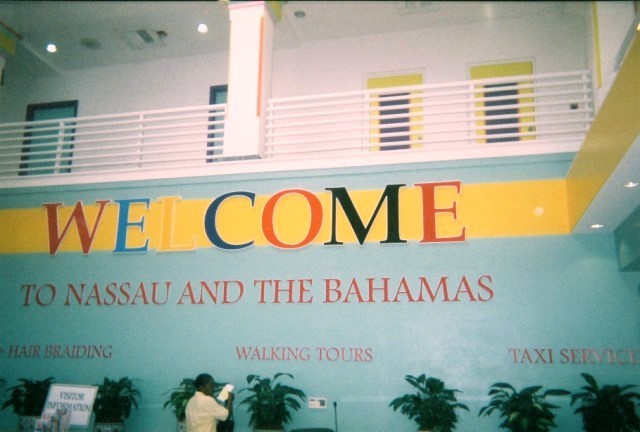 WELCOME
TO NASSAU AND THE BAHAMAS
HAIR BRAIDING
WALKING TOURS
TAXI SERVICE
VISITOR
INFORMATION